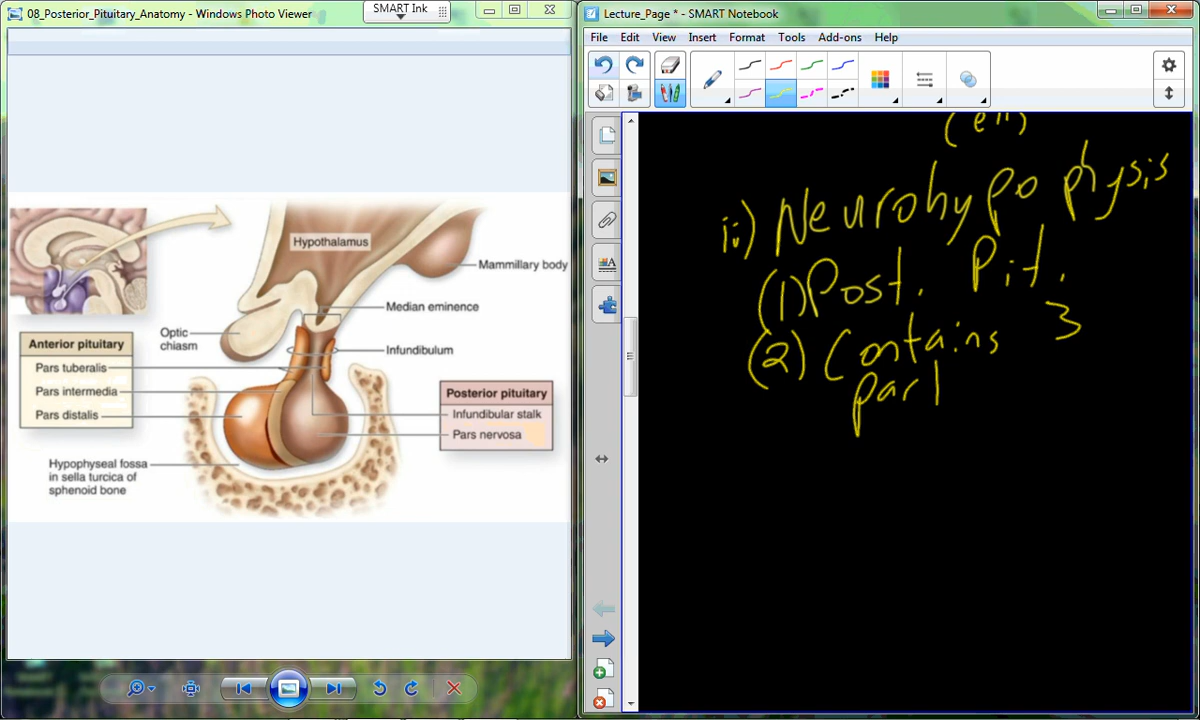 08_Posterior_Pituitary_Anatomy - Windows Photo Viewer
SMART Ink
Hypothalamus
Mammillary body
Median eminence
Optic
chiasm
Infundibulum
Anterior pituitary
Pars tuberalis
Pars intermedia
Pars distalis
Posterior pituitary
Infundibular stalk
Pars nervosa
Hypophyseal fossa
in sella turcica of
sphenoid bone
Lecture_Page * - SMART Notebook
File Edit View Insert Format Tools Add-ons Help
ii) Neurohypophysis
(1) Post. Pit.
(2) Contains 3